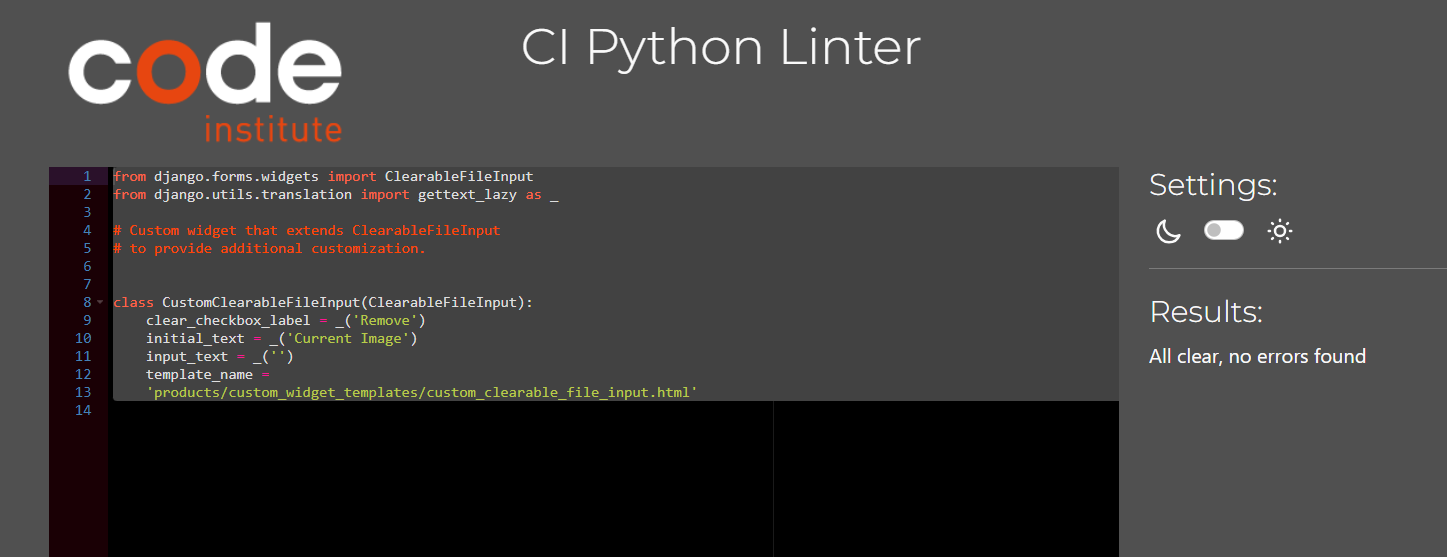 code
institute
CI Python Linter
1 from django.forms.widgets import ClearableFileInput
2 from django.utils.translation import gettext_lazy as _
3
4 # Custom widget that extends ClearableFileInput
5 # to provide additional customization.
6
7
8 class CustomClearableFileInput(ClearableFileInput):
9     clear_checkbox_label = _('Remove')
10     initial_text = _('Current Image')
11     input_text = _('')
12     template_name =
13     'products/custom_widget_templates/custom_clearable_file_input.html'
14
Settings:
Results:
All clear, no errors found